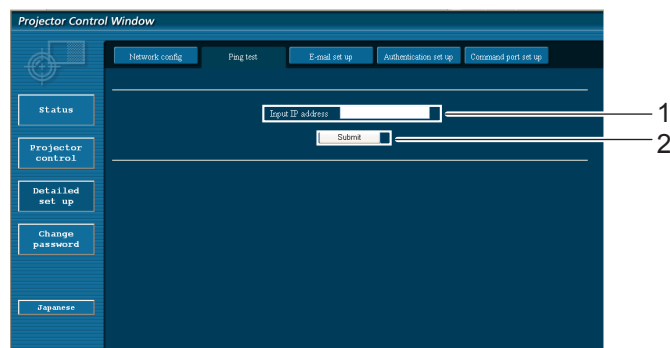 Projector Control Window
Network config
Ping test
E-mail set up
Authentication set up
Command port set up
Status
Projector
control
Detailed
set up
Change
password
Japanese
Input IP address
Submit
1
2